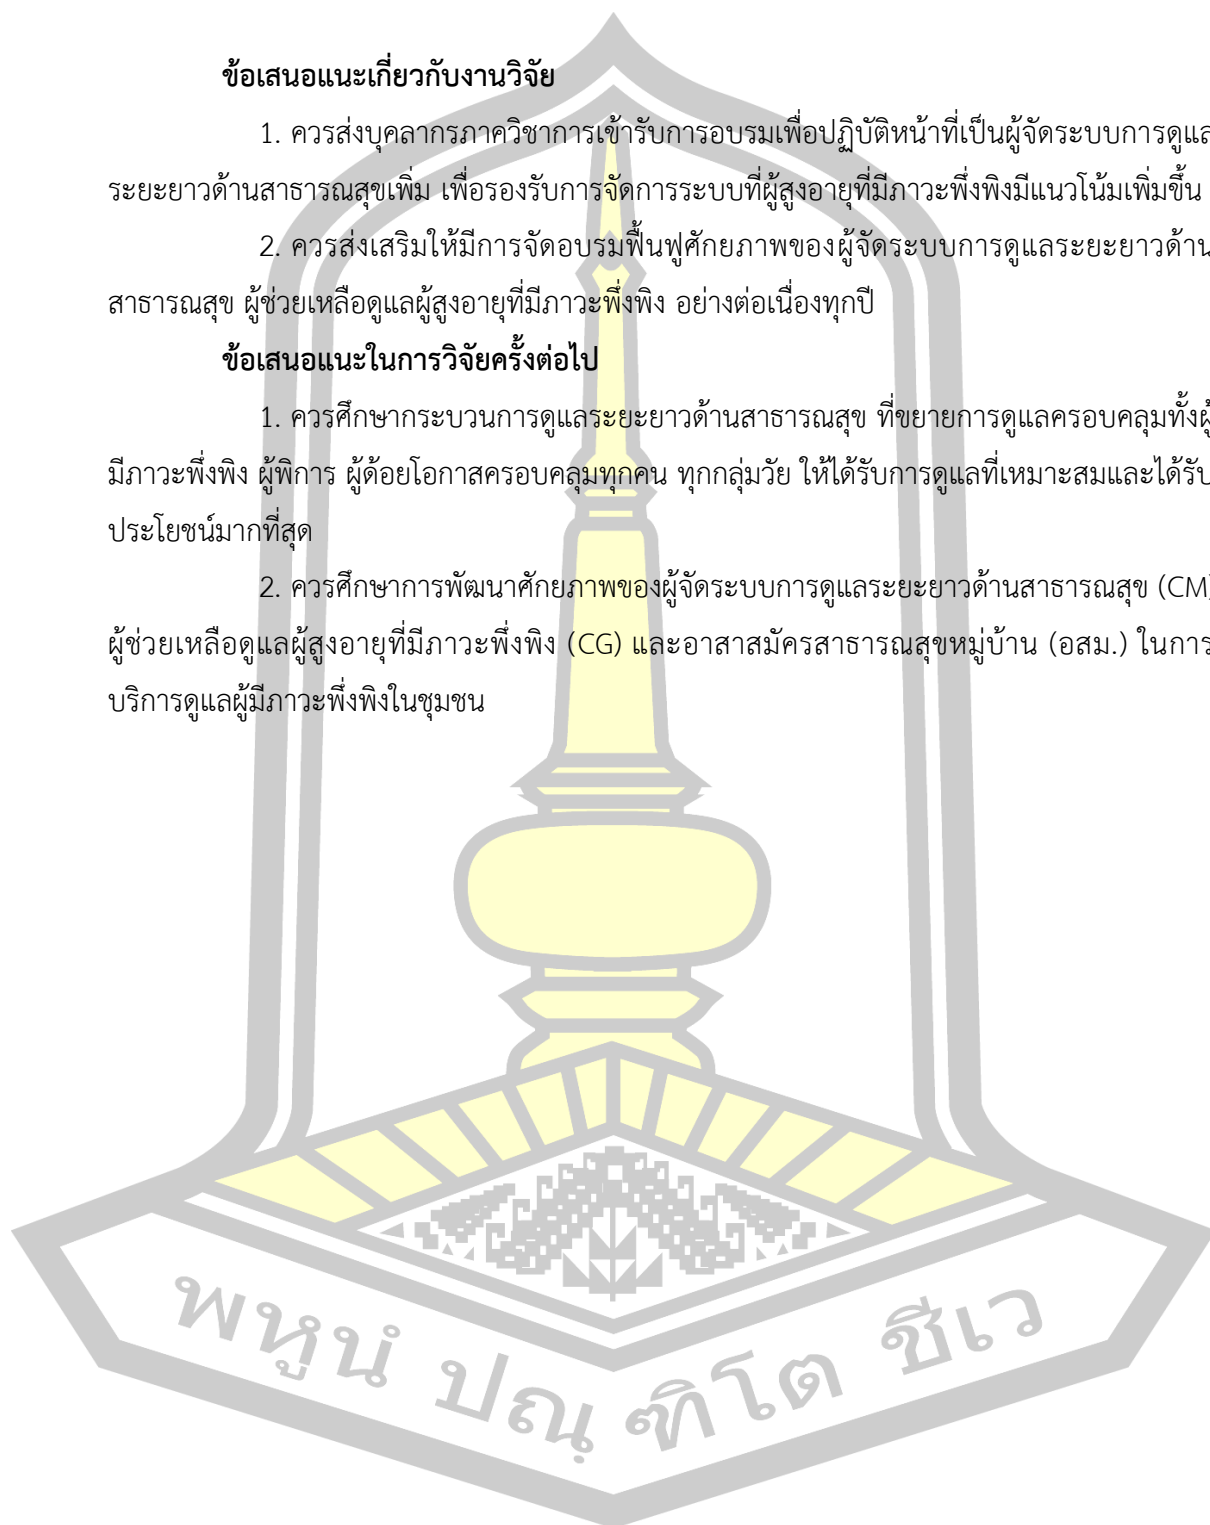 ข้อเสนอแนะเกี่ยวกับงานวิจัย
1. ควรส่งบุคลากรภาควิชาการเข้ารับการอบรมเพื่อปฏิบัติหน้าที่เป็นผู้จัดระบบการดูแล
ระยะยาวด้านสาธารณสุขเพิ่ม เพื่อรองรับการจัดการระบบที่ผู้สูงอายุที่มีภาวะพึ่งพิงมีแนวโน้มเพิ่มขึ้น
2. ควรส่งเสริมให้มีการจัดอบรมฟื้นฟูศักยภาพของผู้จัดระบบการดูแลระยะยาวด้าน
สาธารณสุข ผู้ช่วยเหลือดูแลผู้สูงอายุที่มีภาวะพึ่งพิง อย่างต่อเนื่องทุกปี
ข้อเสนอแนะในการวิจัยครั้งต่อไป
1. ควรศึกษากระบวนการดูแลระยะยาวด้านสาธารณสุข ที่ขยายการดูแลครอบคลุมทั้งผู้
มีภาวะพึ่งพิง ผู้พิการ ผู้ด้อยโอกาสครอบคลุมทุกคน ทุกกลุ่มวัย ให้ได้รับการดูแลที่เหมาะสมและได้รับ
ประโยชน์มากที่สุด
2. ควรศึกษาการพัฒนาศักยภาพของผู้จัดระบบการดูแลระยะยาวด้านสาธารณสุข (CM)
ผู้ช่วยเหลือดูแลผู้สูงอายุที่มีภาวะพึ่งพิง (CG) และอาสาสมัครสาธารณสุขหมู่บ้าน (อสม.) ในการ
บริการดูแลผู้มีภาวะพึ่งพิงในชุมชน
พหูนํ ปณฺฑิโต ชีเว